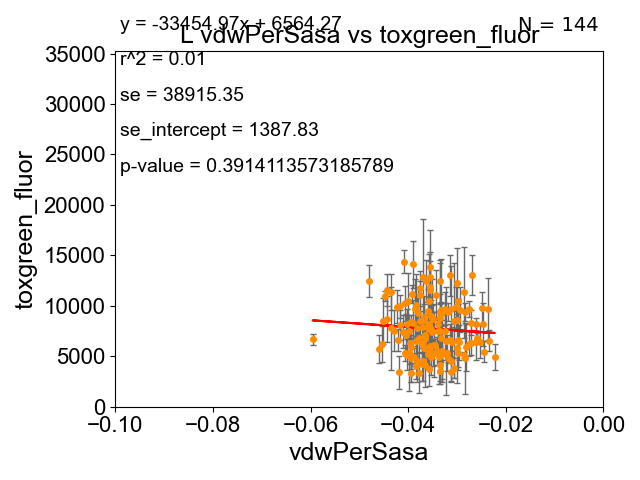 y = -33454.97x + 6564.27
N = 144
L vdwPerSasa vs toxgreen_fluor
r^2 = 0.01
se = 38915.35
se_intercept = 1387.83
p-value = 0.3914113573185789
35000
30000
25000
20000
15000
10000
5000
0
toxgreen_fluor
−0.10
−0.08
−0.06
−0.04
−0.02
0.00
vdwPerSasa